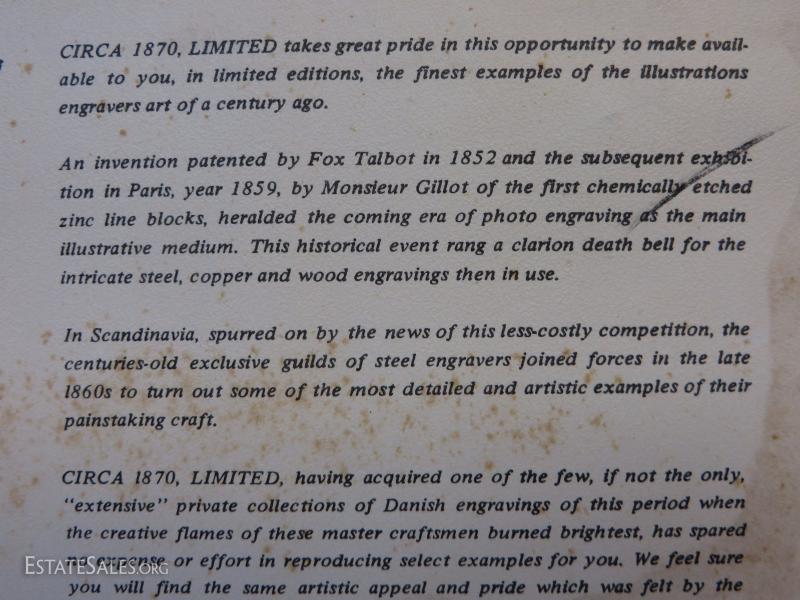 CIRCA 1870, LIMITED takes great pride in this opportunity to make avail-
able to you, in limited editions, the finest examples of the illustrations
engravers art of a century ago.
An invention patented by Fox Talbot in 1852 and the subsequent exhibi-
tion in Paris, year 1859, by Monsieur Gillot of the first chemically etched
zinc line blocks, heralded the coming era of photo engraving as the main
illustrative medium. This historical event rang a clarion death bell for the
intricate steel, copper and wood engravings then in use.
In Scandinavia, spurred on by the news of this less-costly competition, the
centuries-old exclusive guilds of steel engravers joined forces in the late
1860s to turn out some of the most detailed and artistic examples of their
painstaking craft.
CIRCA 1870, LIMITED, having acquired one of the few, if not the only,
"extensive" private collections of Danish engravings of this period when
the creative flames of these master craftsmen burned brightest, has spared
no expense or effort in reproducing select examples for you. We feel sure
you will find the same artistic appeal and pride which was felt by the
ESTATESALES.ORG